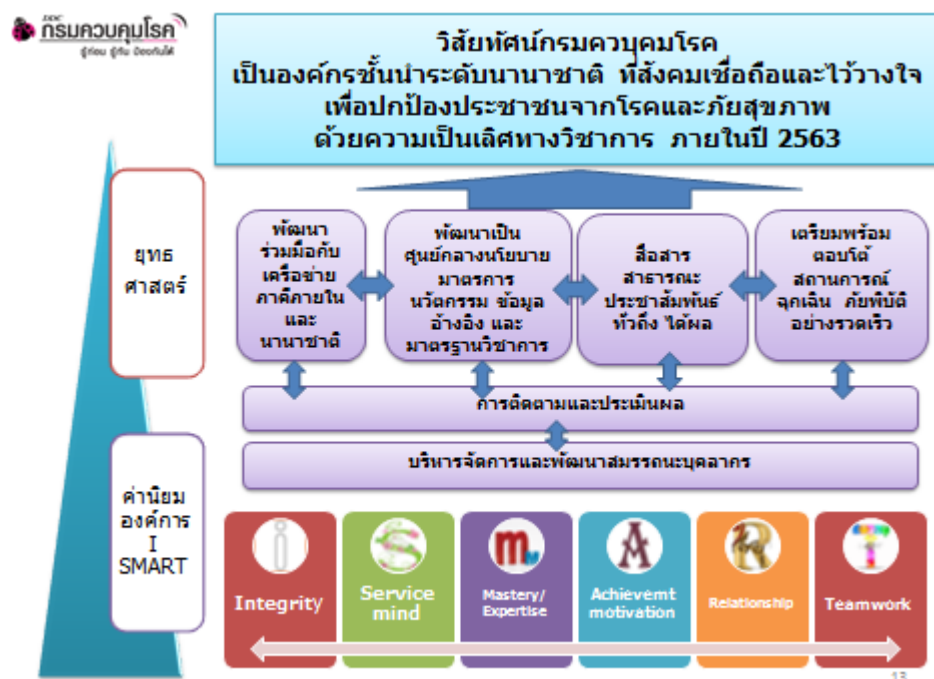 DDC
กรมควบคุมโรค
รู้ก่อน รู้ทัน ป้องกันได้
วิสัยทัศน์กรมควบคุมโรค
เป็นองค์กรชั้นนำระดับนานาชาติ ที่สังคมเชื่อถือและไว้วางใจ
เพื่อปกป้องประชาชนจากโรคและภัยสุขภาพ
ด้วยความเป็นเลิศทางวิชาการ ภายในปี 2563
ยุทธ
ศาสตร์
พัฒนา
ร่วมมือกับ
เครือข่าย
ภาคีภายใน
และ
นานาชาติ
พัฒนาเป็น
ศูนย์กลางนโยบาย
มาตรการ
นวัตกรรม ข้อมูล
อ้างอิง และ
มาตรฐานวิชาการ
สื่อสาร
สาธารณะ
ประชาสัมพันธ์
ทั่วถึง ได้ผล
เตรียมพร้อม
ตอบโต้
สถานการณ์
ฉุกเฉิน ภัยพิบัติ
อย่างรวดเร็ว
การติดตามและประเมินผล
บริหารจัดการและพัฒนาสมรรถนะบุคลากร
ค่านิยม
องค์การ
I
SMART
i
Integrity
S
Service
mind
M
Mastery/
Expertise
A
Achievemt
motivation
R
Relationship
T
Teamwork
13